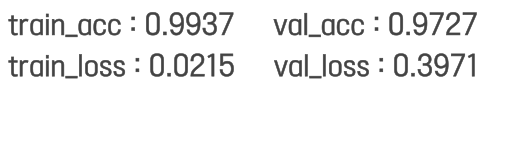 train_acc : 0.9937 val_acc : 0.9727
train_loss : 0.0215 val_loss : 0.3971